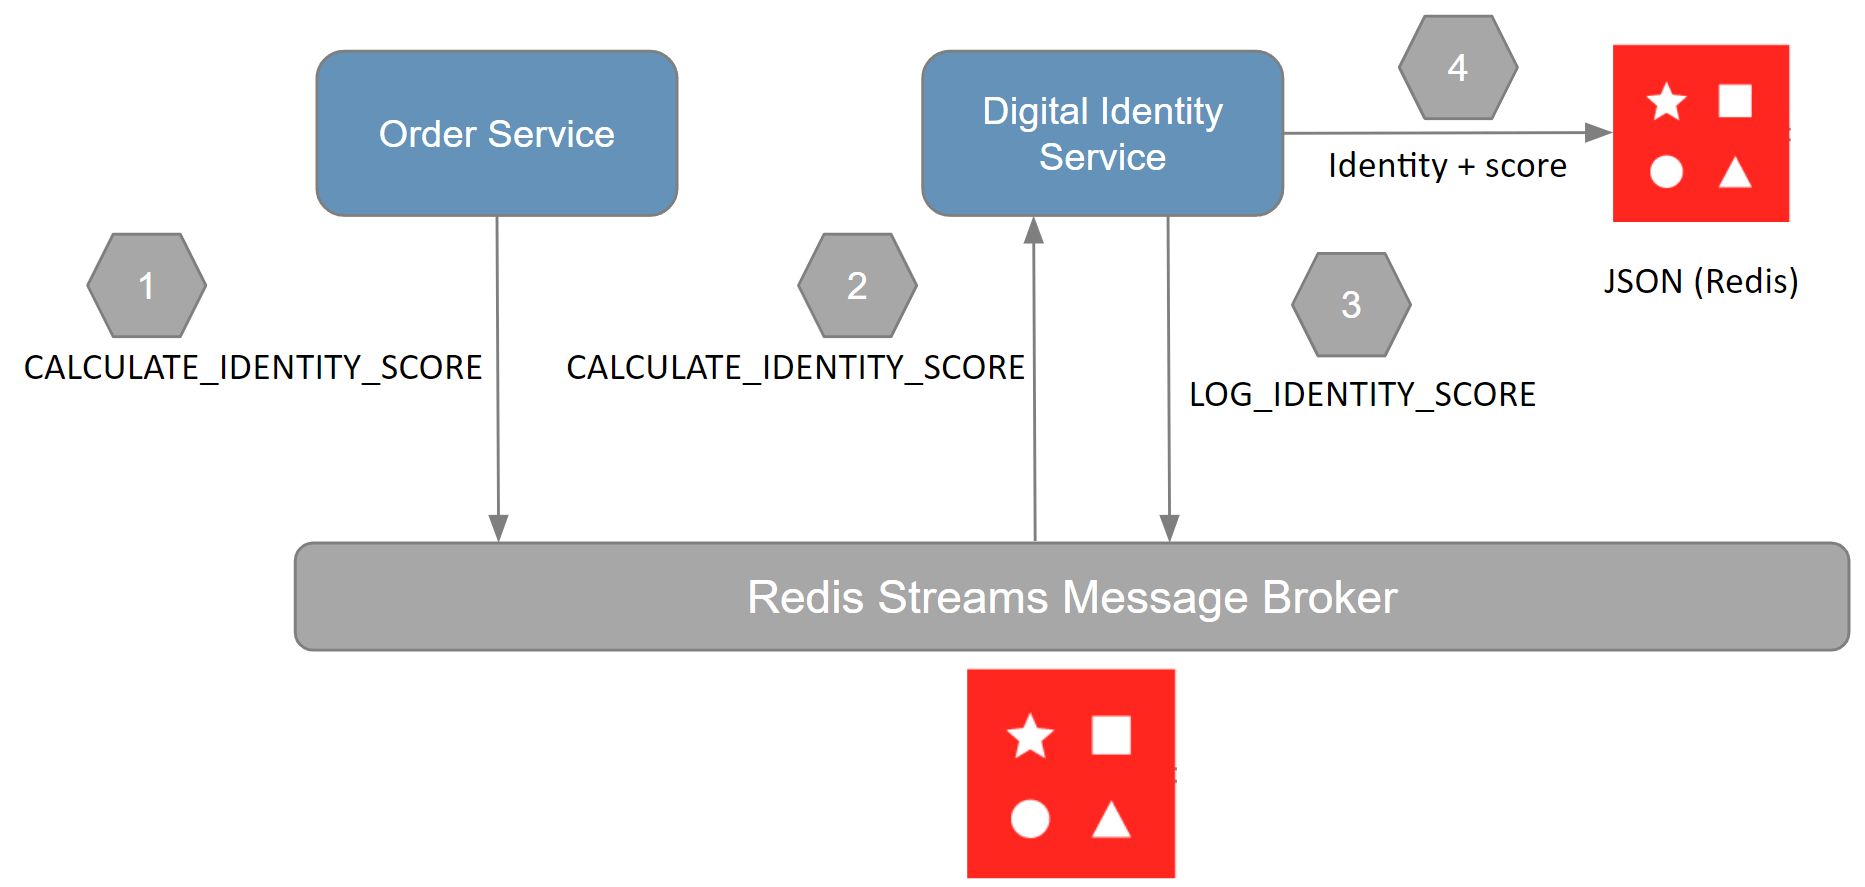 Order Service
Digital Identity
Service
4
Identity + score
JSON (Redis)
1
CALCULATE_IDENTITY_SCORE
2
CALCULATE_IDENTITY_SCORE
3
LOG_IDENTITY_SCORE
Redis Streams Message Broker